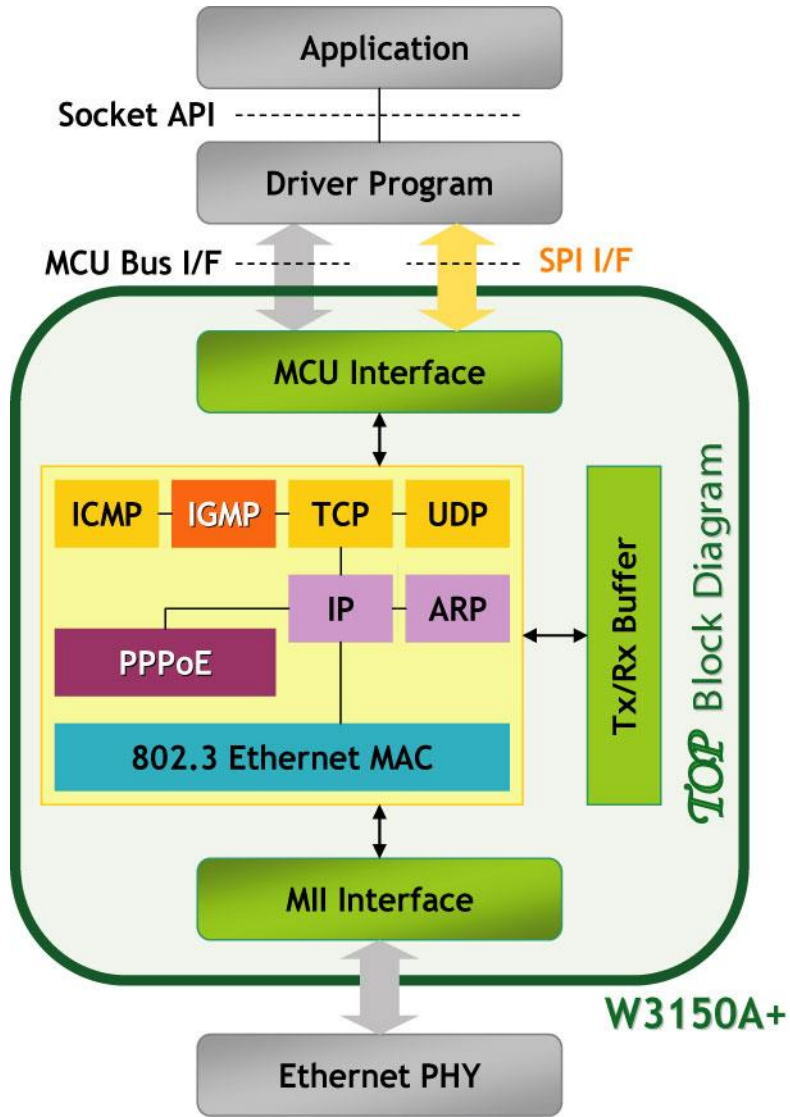 Application
Socket API
Driver Program
MCU Bus I/F
SPI I/F
MCU Interface
ICMP
IGMP
TCP
UDP
IP
ARP
PPPoE
802.3 Ethernet MAC
Tx/Rx Buffer
TOP Block Diagram
MII Interface
W3150A+
Ethernet PHY